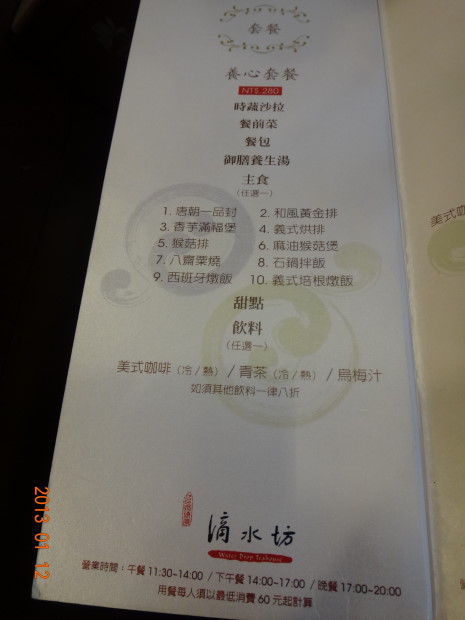 套餐
養心套餐
NT$.280
時蔬沙拉
餐前菜
餐包
御膳養生湯
主食
(任選一)
1. 唐朝一品封 2. 和風黃金排
3. 香芋滿福堡 4. 義式烘排
5. 猴菇排 6. 麻油猴菇煲
7. 八齋葉燒 8. 石鍋拌飯
9. 西班牙燉飯 10. 義式培根燉飯
甜點
飲料
(任選一)
美式咖啡 (冷/熱) / 青茶 (冷/熱) / 烏梅汁
如須其他飲料一律八折
滴水坊
Water Drop Teahouse
營業時間：午餐 11:30~14:00 / 下午餐 14:00~17:00 / 晚餐 17:00~20:00
用餐每人須以最低消費 60 元起計算
美式
2013 01 12